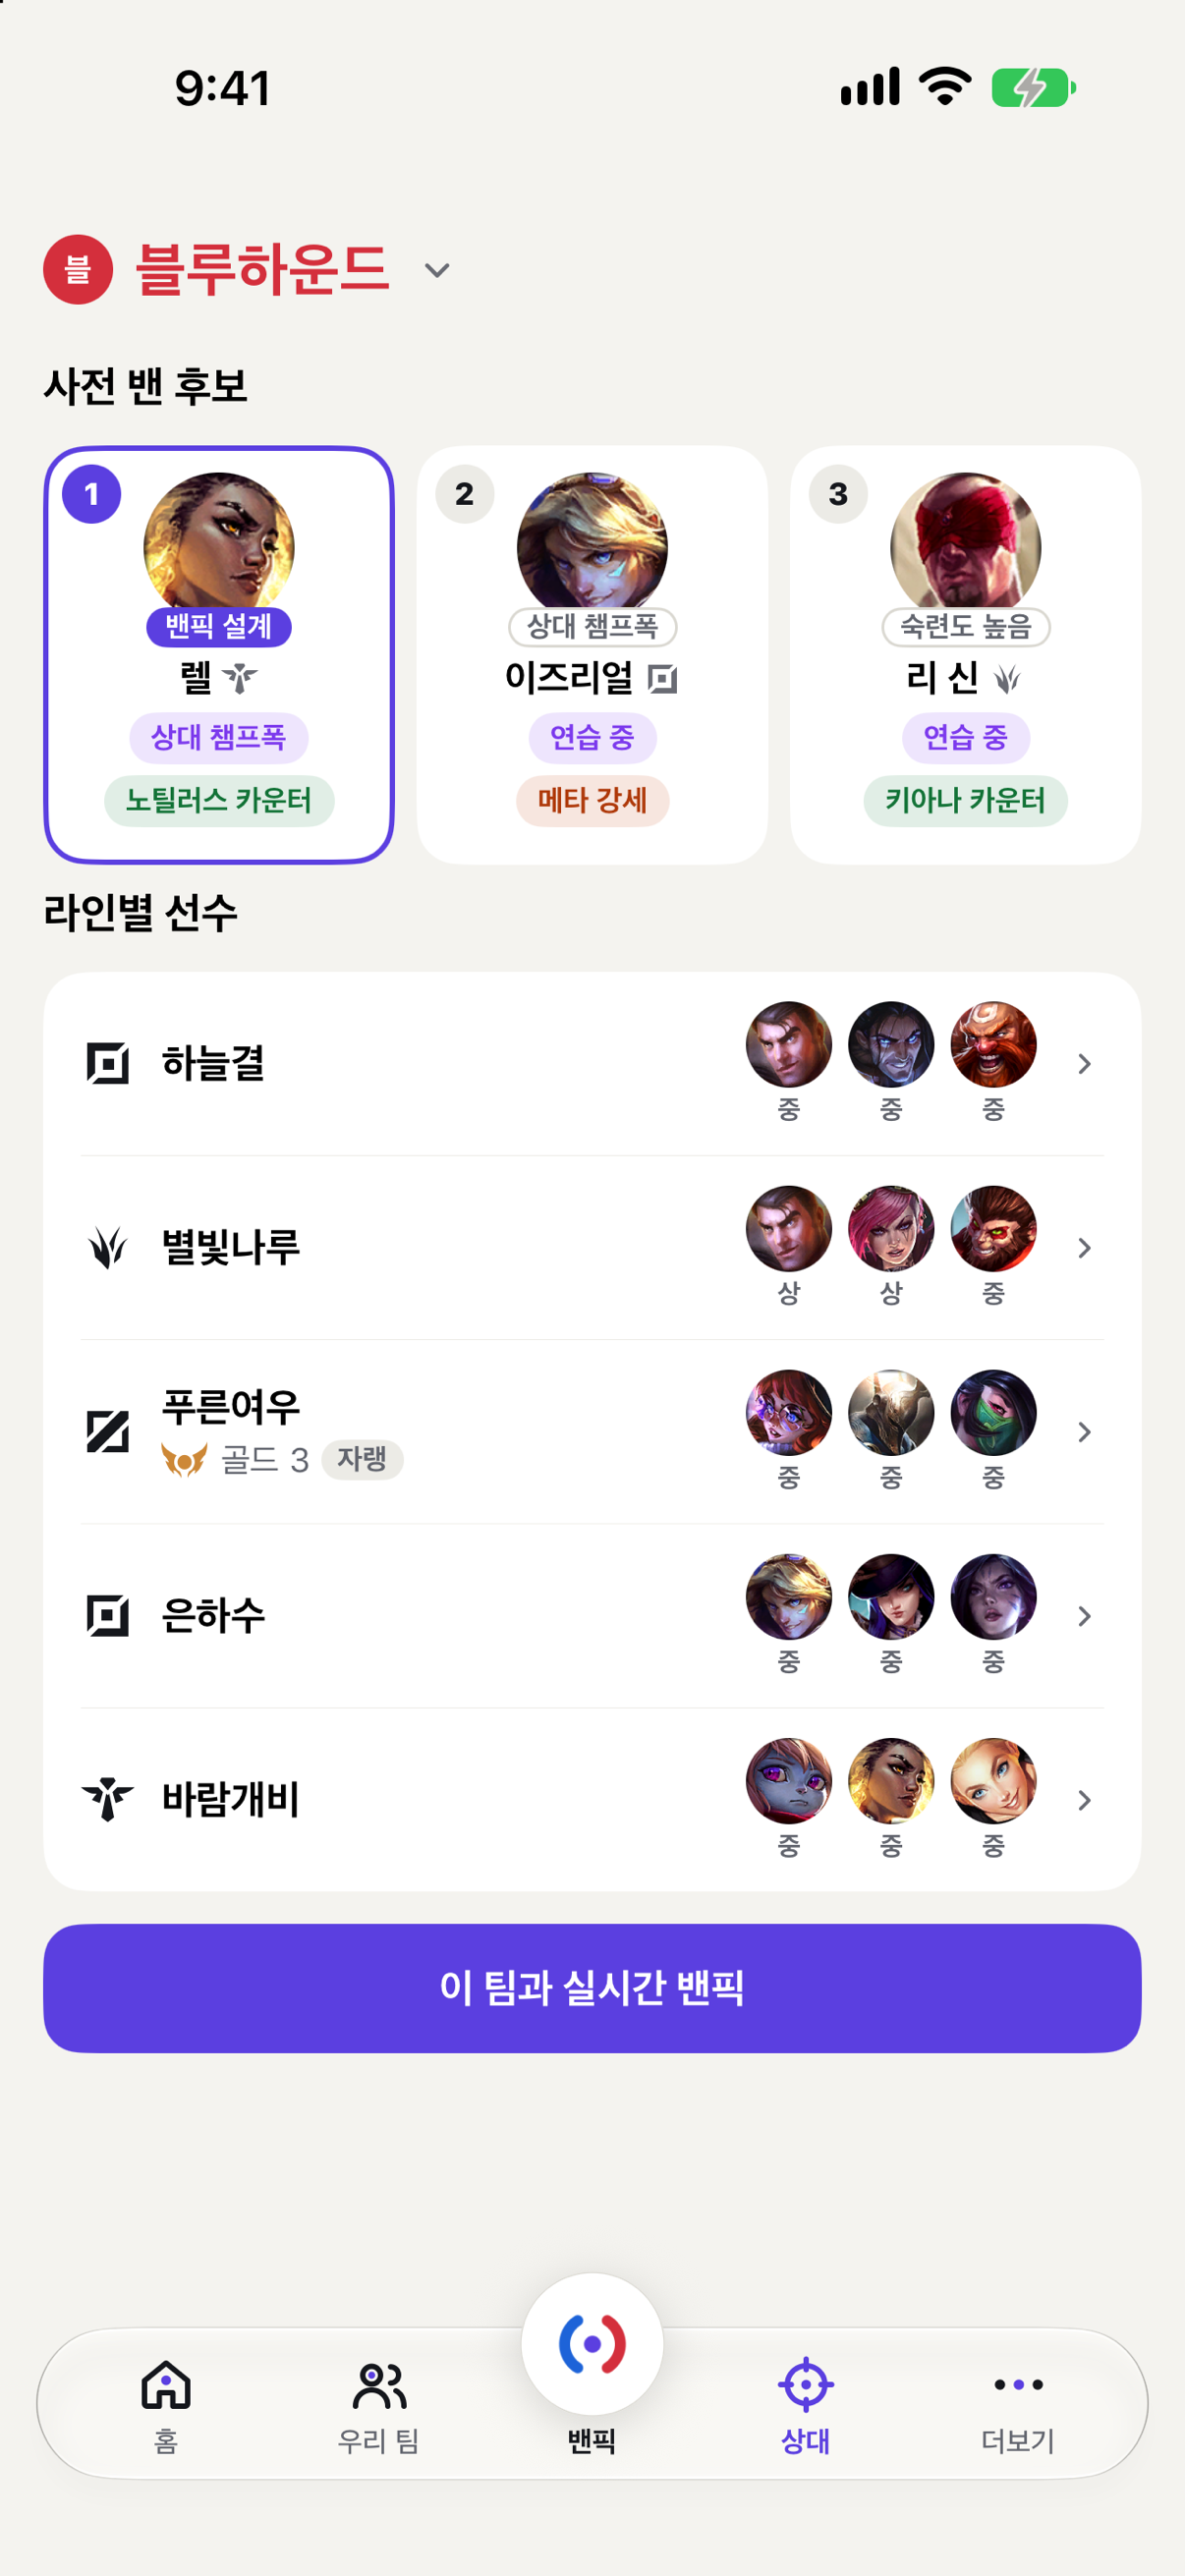 9:41
블 블루하운드
사전 밴 후보
1
밴픽 설계
렐
상대 챔프폭
노틸러스 카운터
2
상대 챔프폭
이즈리얼
연습 중
메타 강세
3
숙련도 높음
리 신
연습 중
키아나 카운터
라인별 선수
하늘결
중 중 중
별빛나루
상 상 중
푸른여우
골드 3 자랭
중 중 중
은하수
중 중 중
바람개비
중 중 중
이 팀과 실시간 밴픽
홈 우리 팀 밴픽 상대 더보기